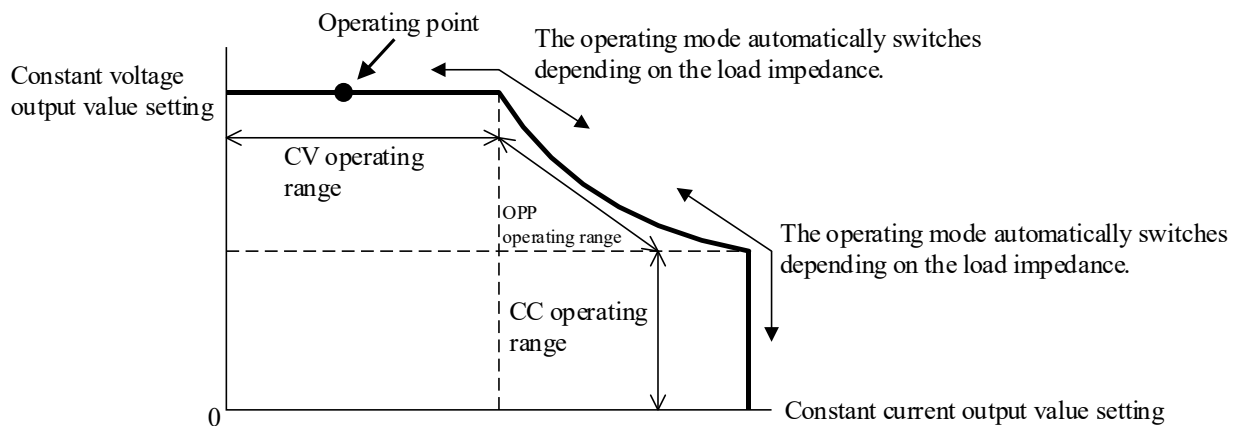 Operating point
The operating mode automatically switches
depending on the load impedance.
Constant voltage
output value setting
CV operating
range
OPP
operating range
The operating mode automatically switches
depending on the load impedance.
CC operating
range
0
Constant current output value setting